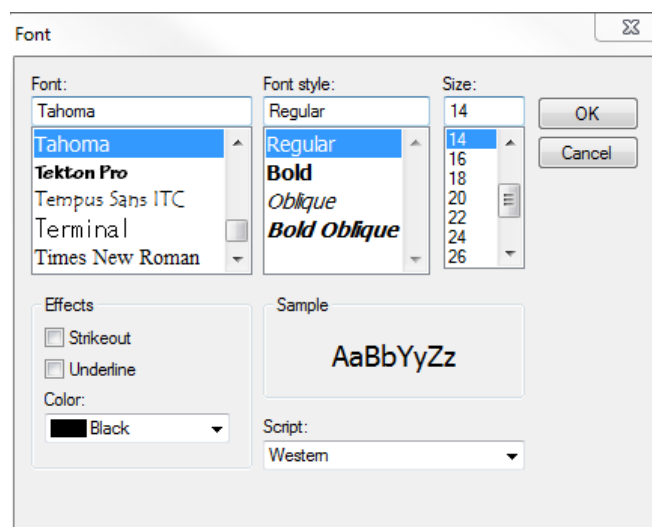 Font
Font:
Tahoma
Tahoma
Tekton Pro
Tempus Sans ITC
Terminal
Times New Roman
Font style:
Regular
Regular
Bold
Oblique
Bold Oblique
Size:
14
14
16
18
20
22
24
26
OK
Cancel
Effects
Strikeout
Underline
Color:
Black
Sample
AaBbYyZz
Script:
Western